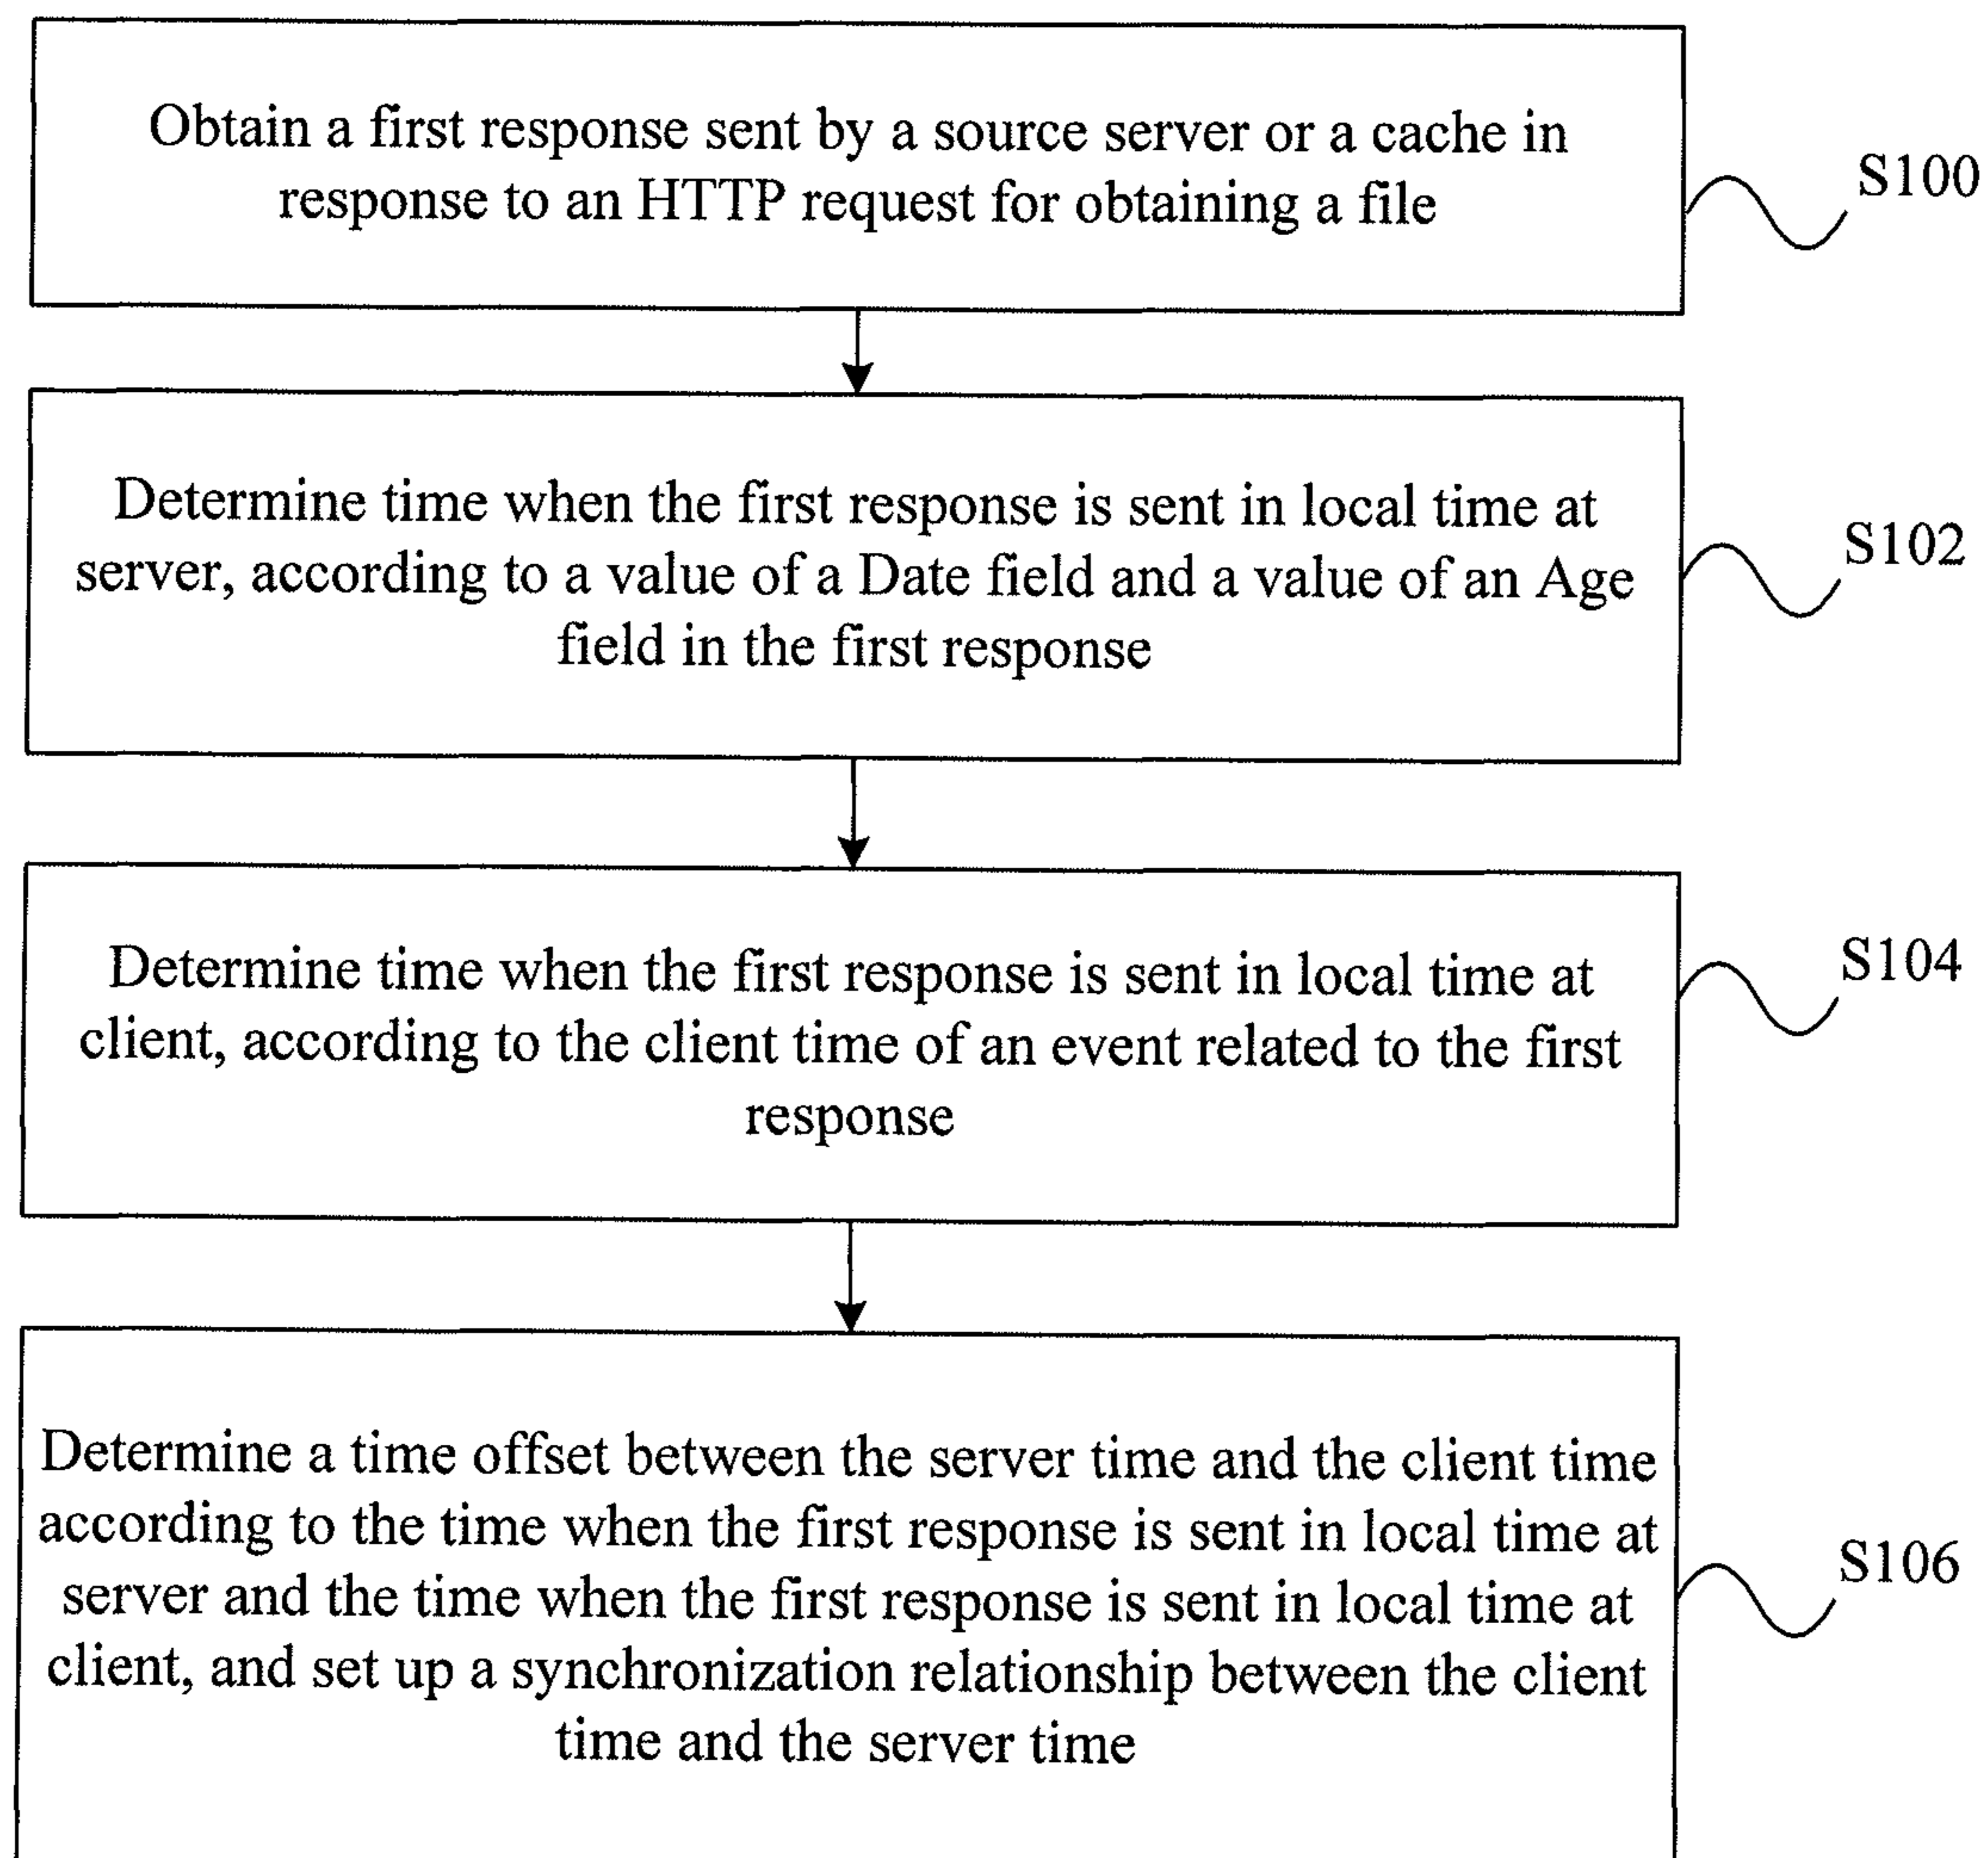 Obtain a first response sent by a source server or a cache in
response to an HTTP request for obtaining a file
S100
Determine time when the first response is sent in local time at
server, according to a value of a Date field and a value of an Age
field in the first response
S102
Determine time when the first response is sent in local time at
client, according to the client time of an event related to the first
response
S104
Determine a time offset between the server time and the client time
according to the time when the first response is sent in local time at
server and the time when the first response is sent in local time at
client, and set up a synchronization relationship between the client
time and the server time
S106